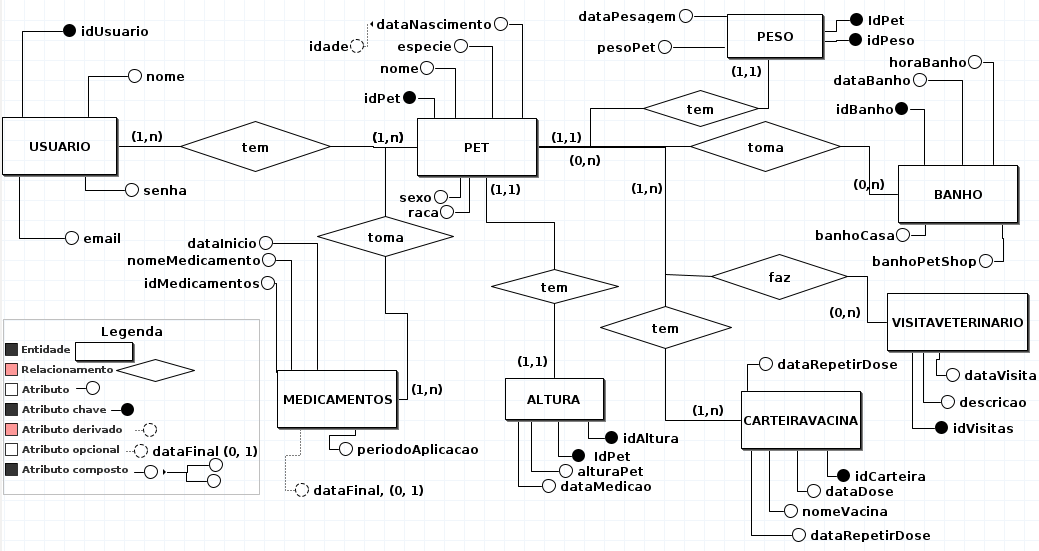 dataNascimento
dataPesagem
IdPet
idUsuario
PESO
idade
especie
pesoPet
idPeso
horaBanho
nome
nome
(1,1)
dataBanho
idPet
tem
idBanho
(1,n)
(1,n)
(1,1)
USUARIO
tem
PET
toma
(0,n)
senha
(1,1)
(1,n)
(0,n)
BANHO
sexo
raca
email
dataInicio
toma
banhoCasa
nomeMedicamento
banhoPetShop
idMedicamentos
tem
faz
(0,n)
Legenda
tem
VISITAVETERINARIO
Entidade
Relacionamento
(1,1)
dataRepetirDose
dataVisita
Atributo
(1,n)
MEDICAMENTOS
ALTURA
descricao
Atributo chave
(1,n)
CARTEIRAVACINA
Atributo derivado
idAltura
idVisitas
Atributo opcional
dataFinal (0, 1)
periodoAplicacao
IdPet
Atributo composto
alturaPet
idCarteira
dataFinal, (0, 1)
dataMedicao
dataDose
nomeVacina
dataRepetirDose